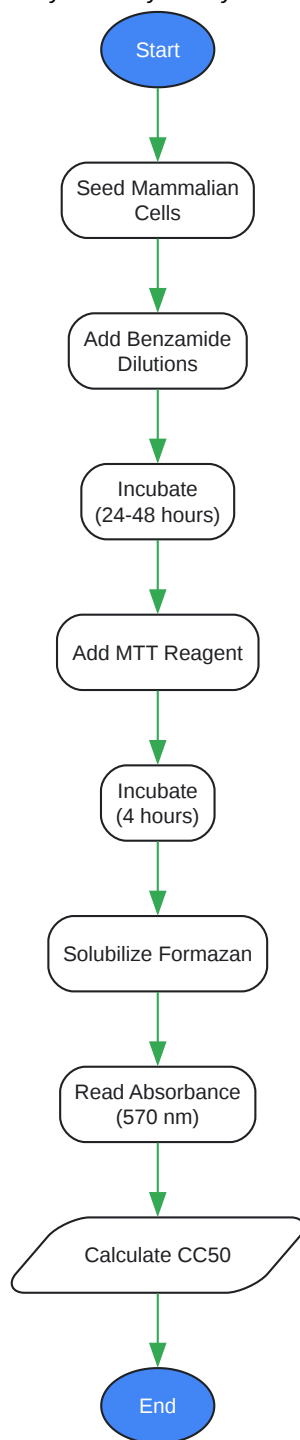 Start
Seed Mammalian
Cells
Add Benzamide
Dilutions
Incubate
(24-48 hours)
Add MTT Reagent
Incubate
(4 hours)
Solubilize Formazan
Read Absorbance
(570 nm)
Calculate CC50
End